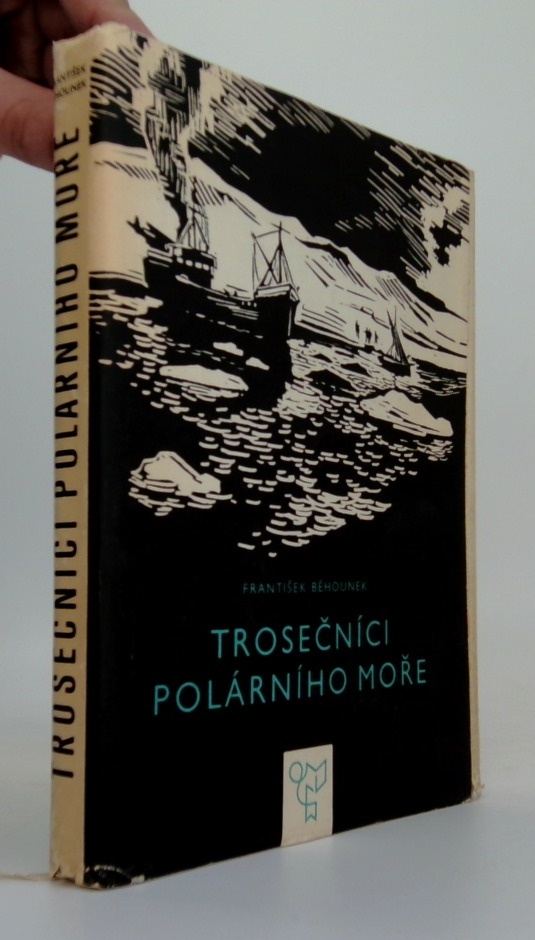 FRANTIŠEK BĚHOUNEK
TROSEČNÍCI
POLÁRNÍHO MOŘE
TROSEČNÍCI POLÁRNÍHO MOŘE